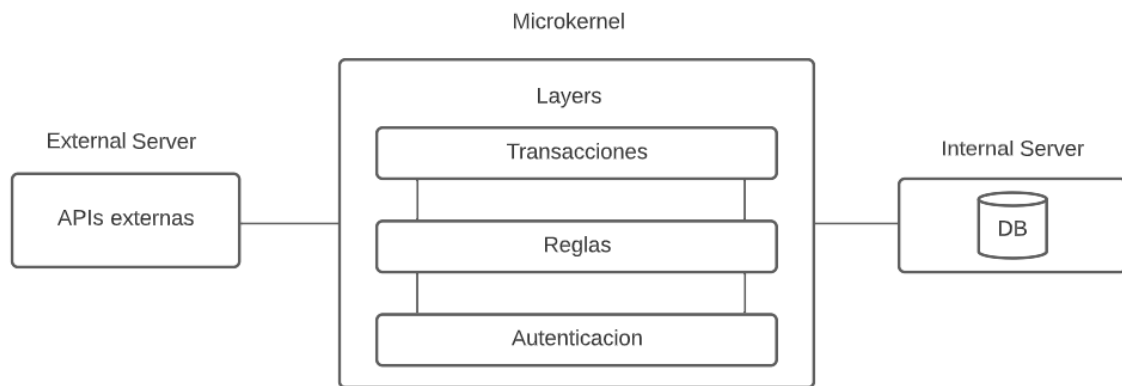 Microkernel
Layers
External Server
Transacciones
Internal Server
APIs externas
DB
Reglas
Autenticacion